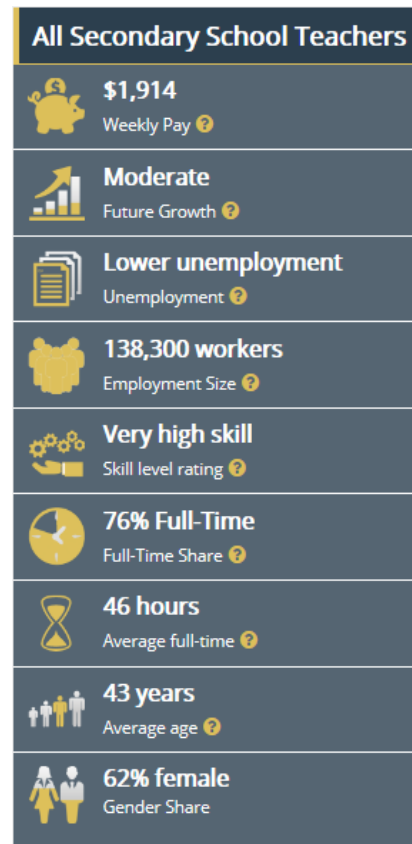 All Secondary School Teachers
$1,914
Weekly Pay ?
Moderate
Future Growth ?
Lower unemployment
Unemployment ?
138,300 workers
Employment Size ?
Very high skill
Skill level rating ?
76% Full-Time
Full-Time Share ?
46 hours
Average full-time ?
43 years
Average age ?
62% female
Gender Share